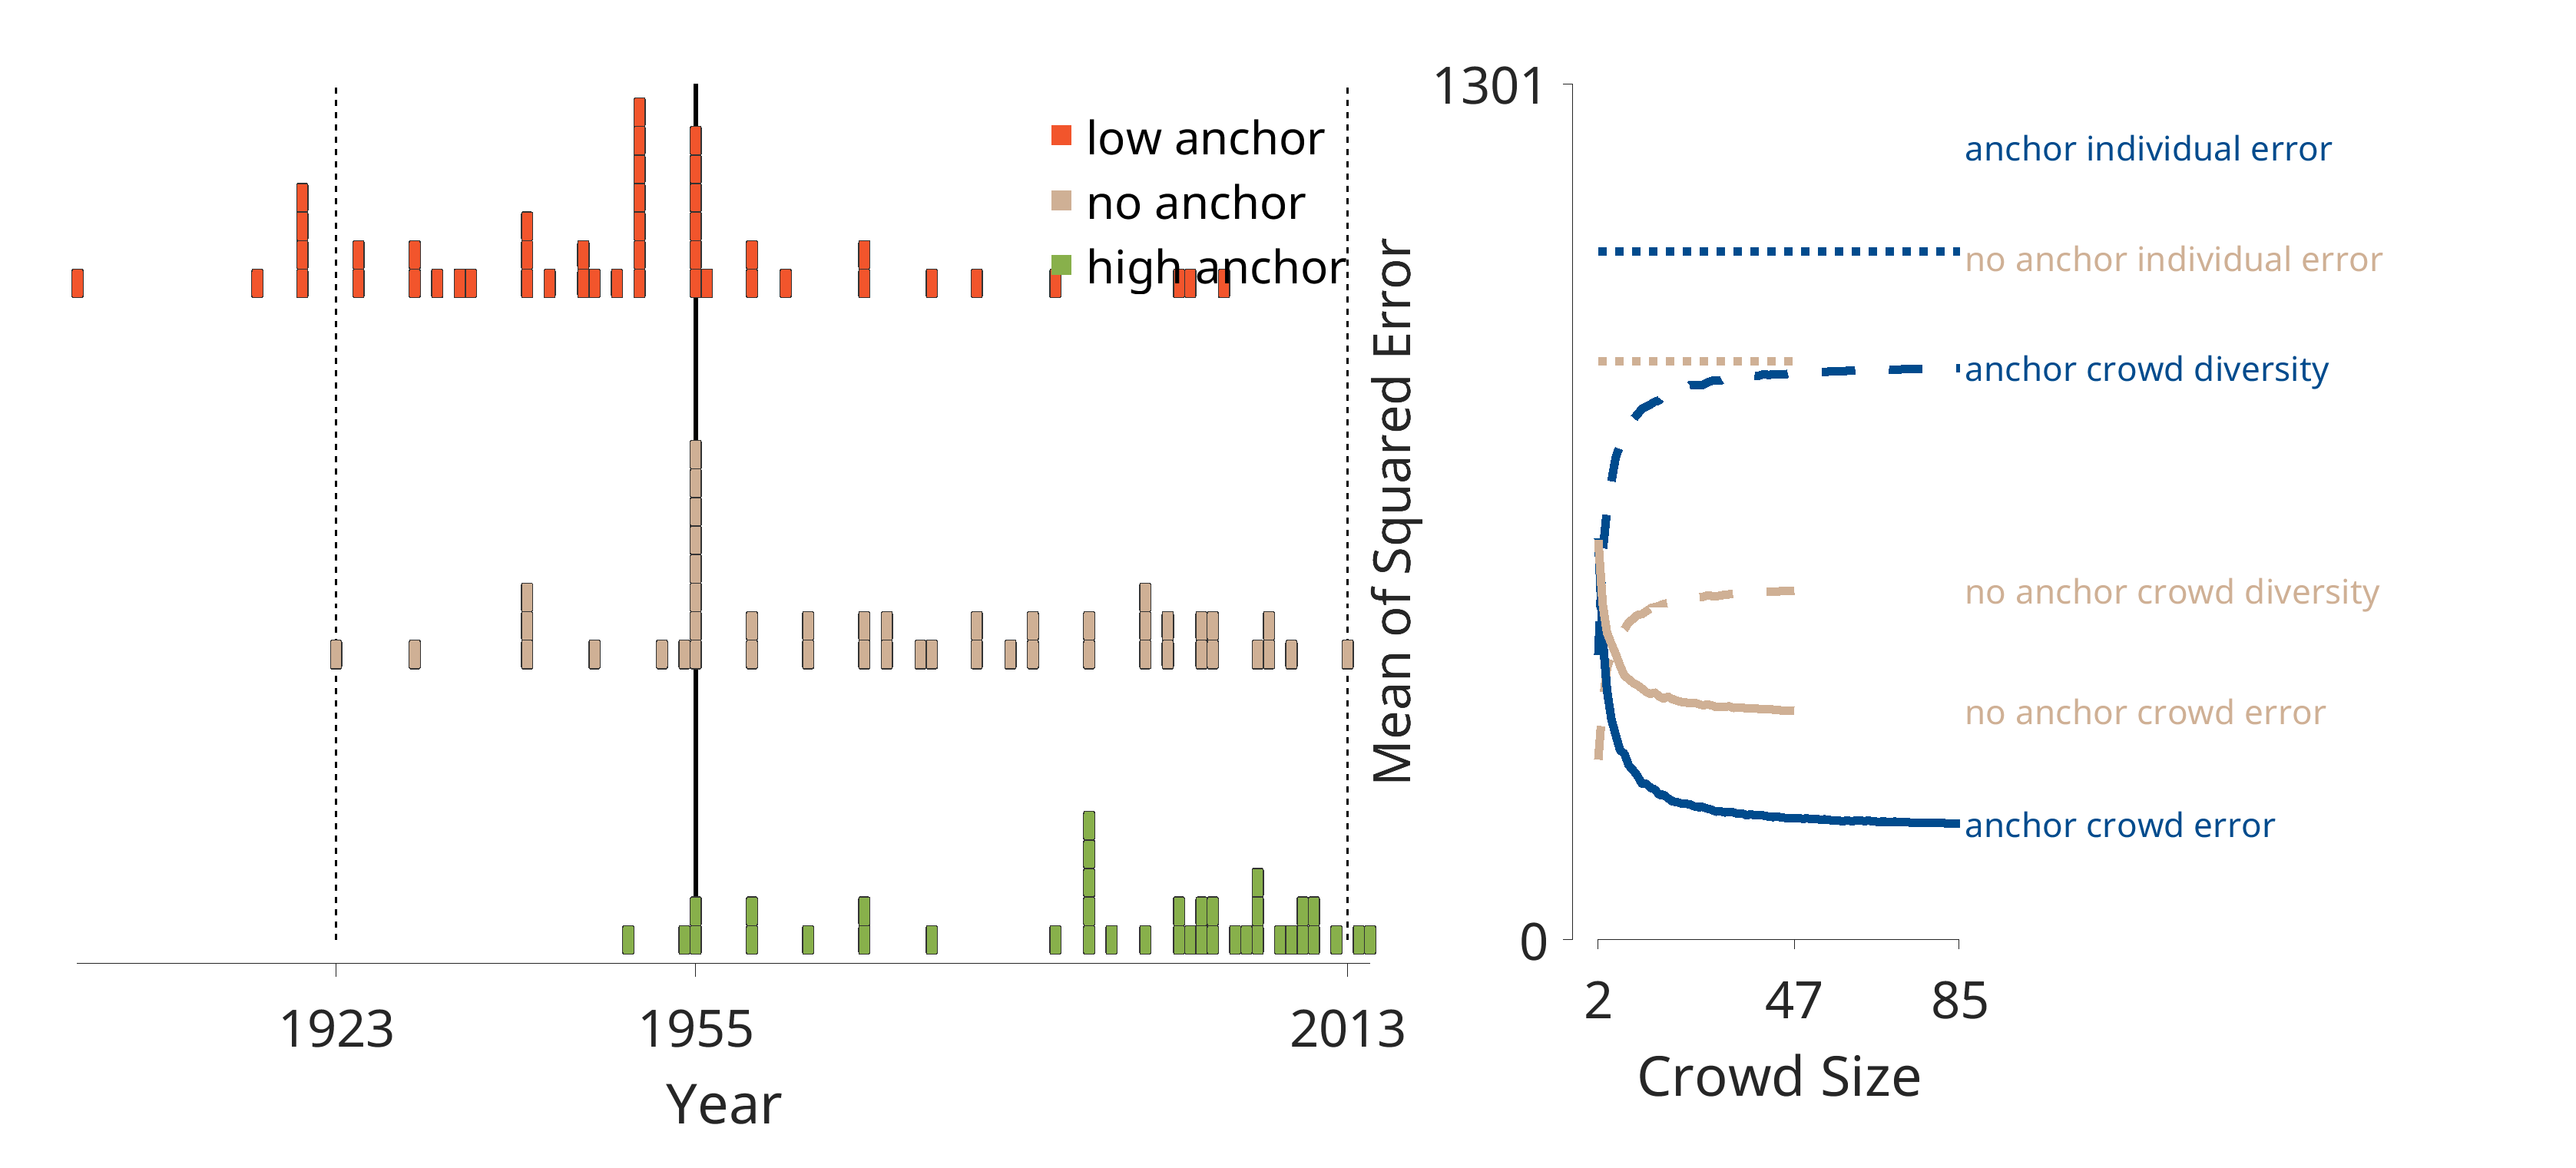 low anchor
no anchor
high anchor
1923
1955
2013
Year
Mean of Squared Error
1301
0
anchor individual error
no anchor individual error
anchor crowd diversity
no anchor crowd diversity
no anchor crowd error
anchor crowd error
2
47
85
Crowd Size